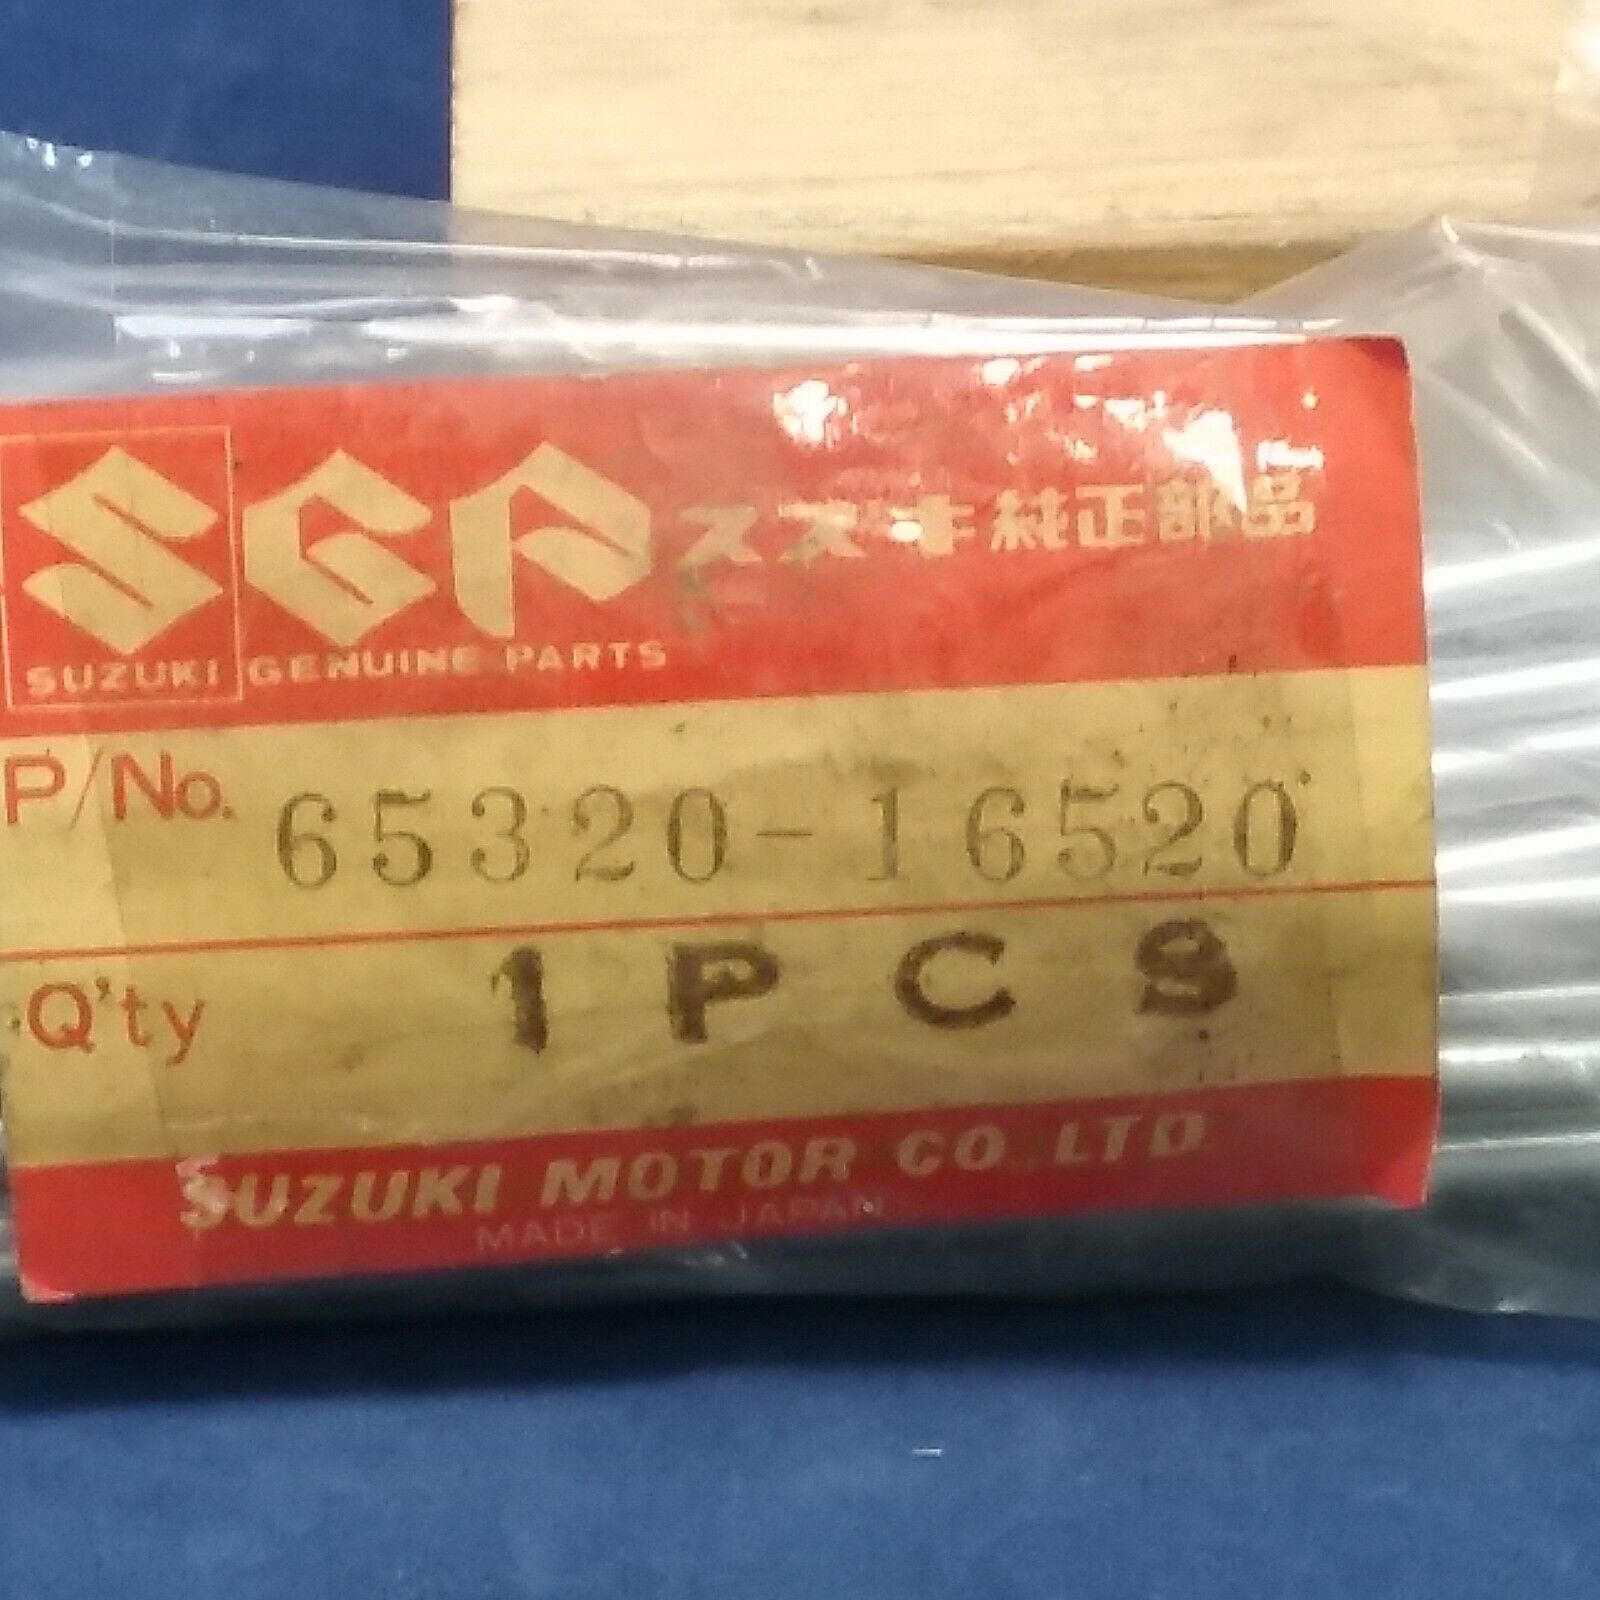 SGP スズキ純正部品
SUZUKI GENUINE PARTS
P/No. 65320-16520
Q'ty 1PCS
SUZUKI MOTOR CO.,LTD
MADE IN JAPAN